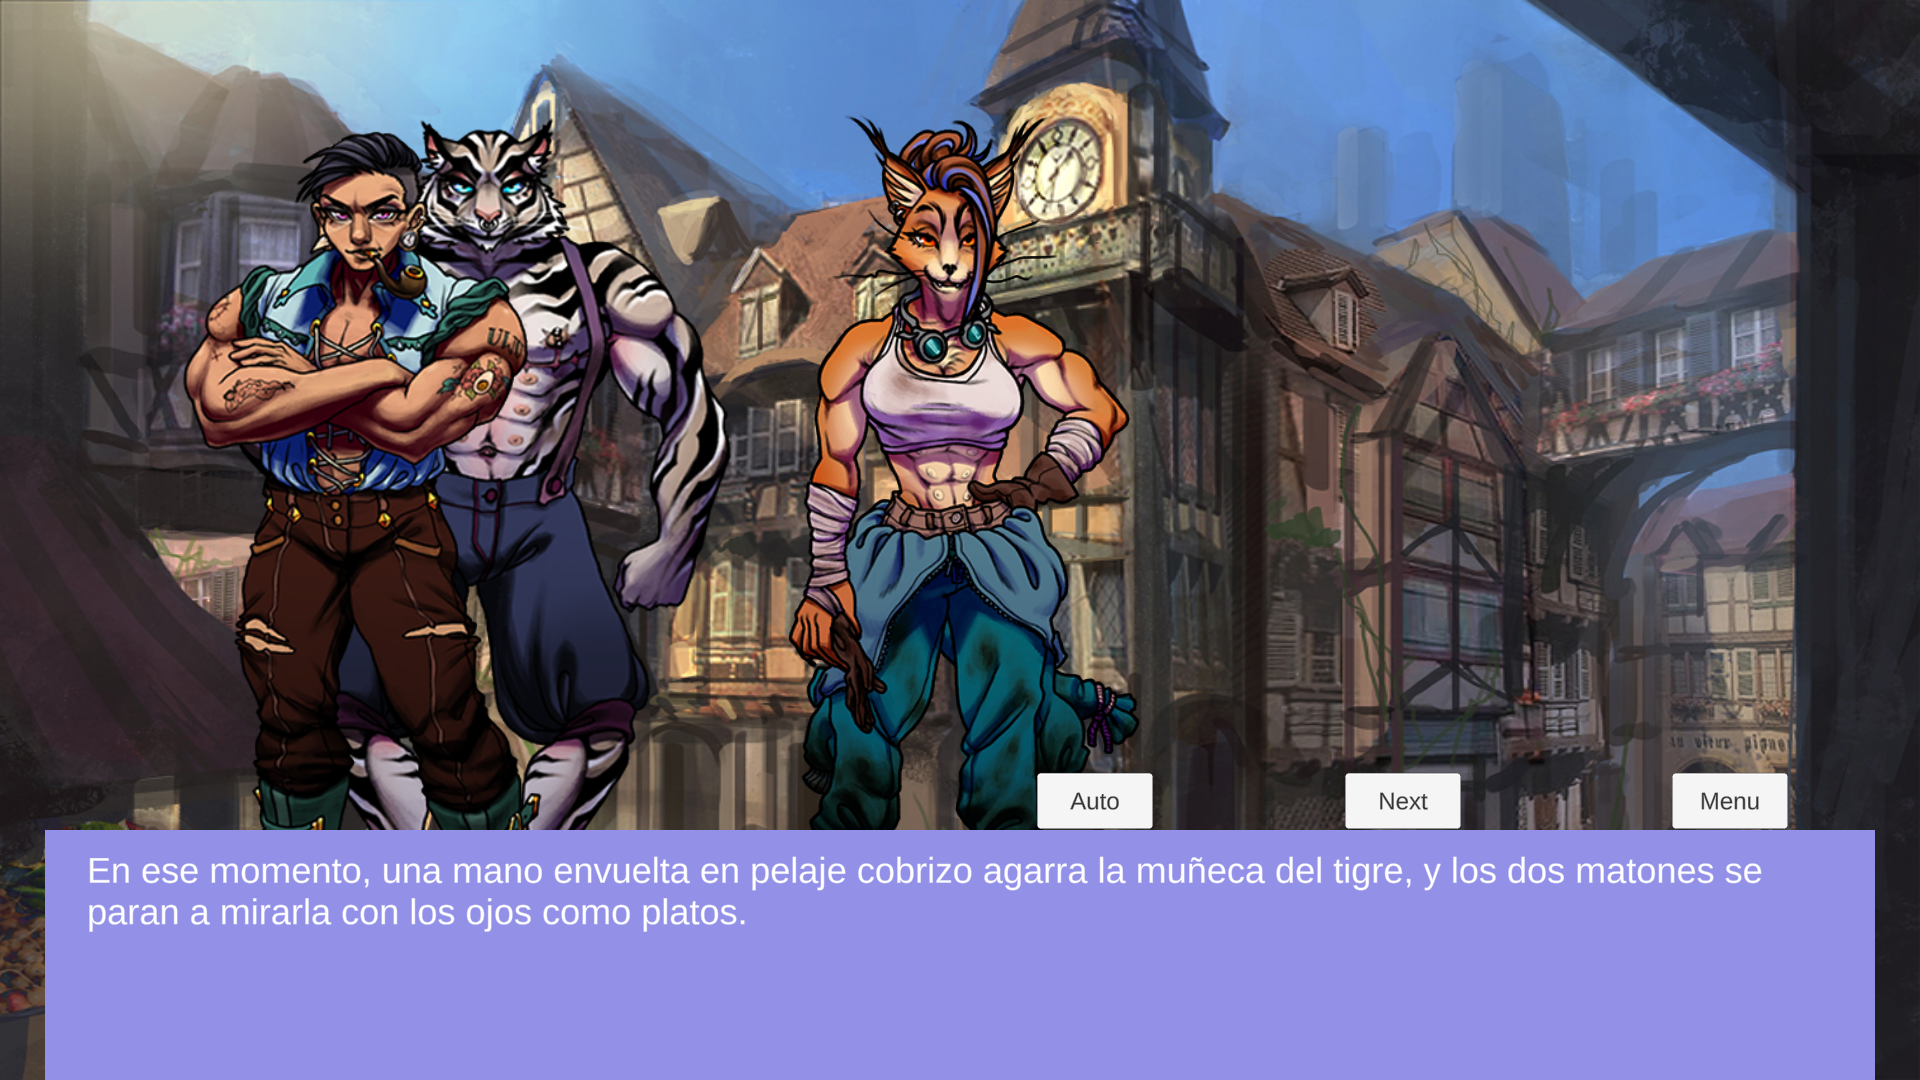 Auto
Next
Menu
En ese momento, una mano envuelta en pelaje cobrizo agarra la muñeca del tigre, y los dos matones se
paran a mirarla con los ojos como platos.